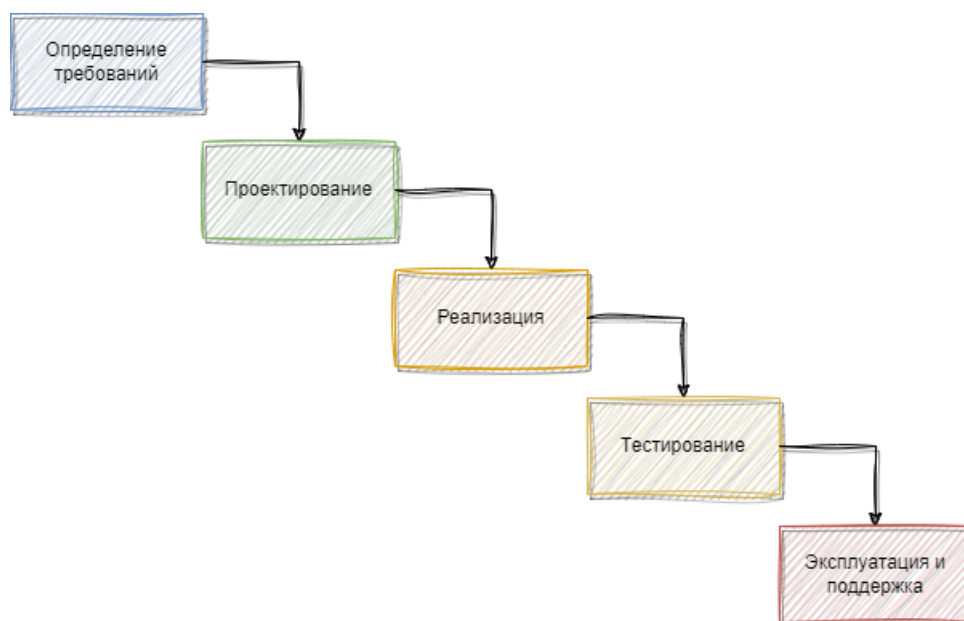 Определение
требований
Проектирование
Реализация
Тестирование
Эксплуатация и
поддержка